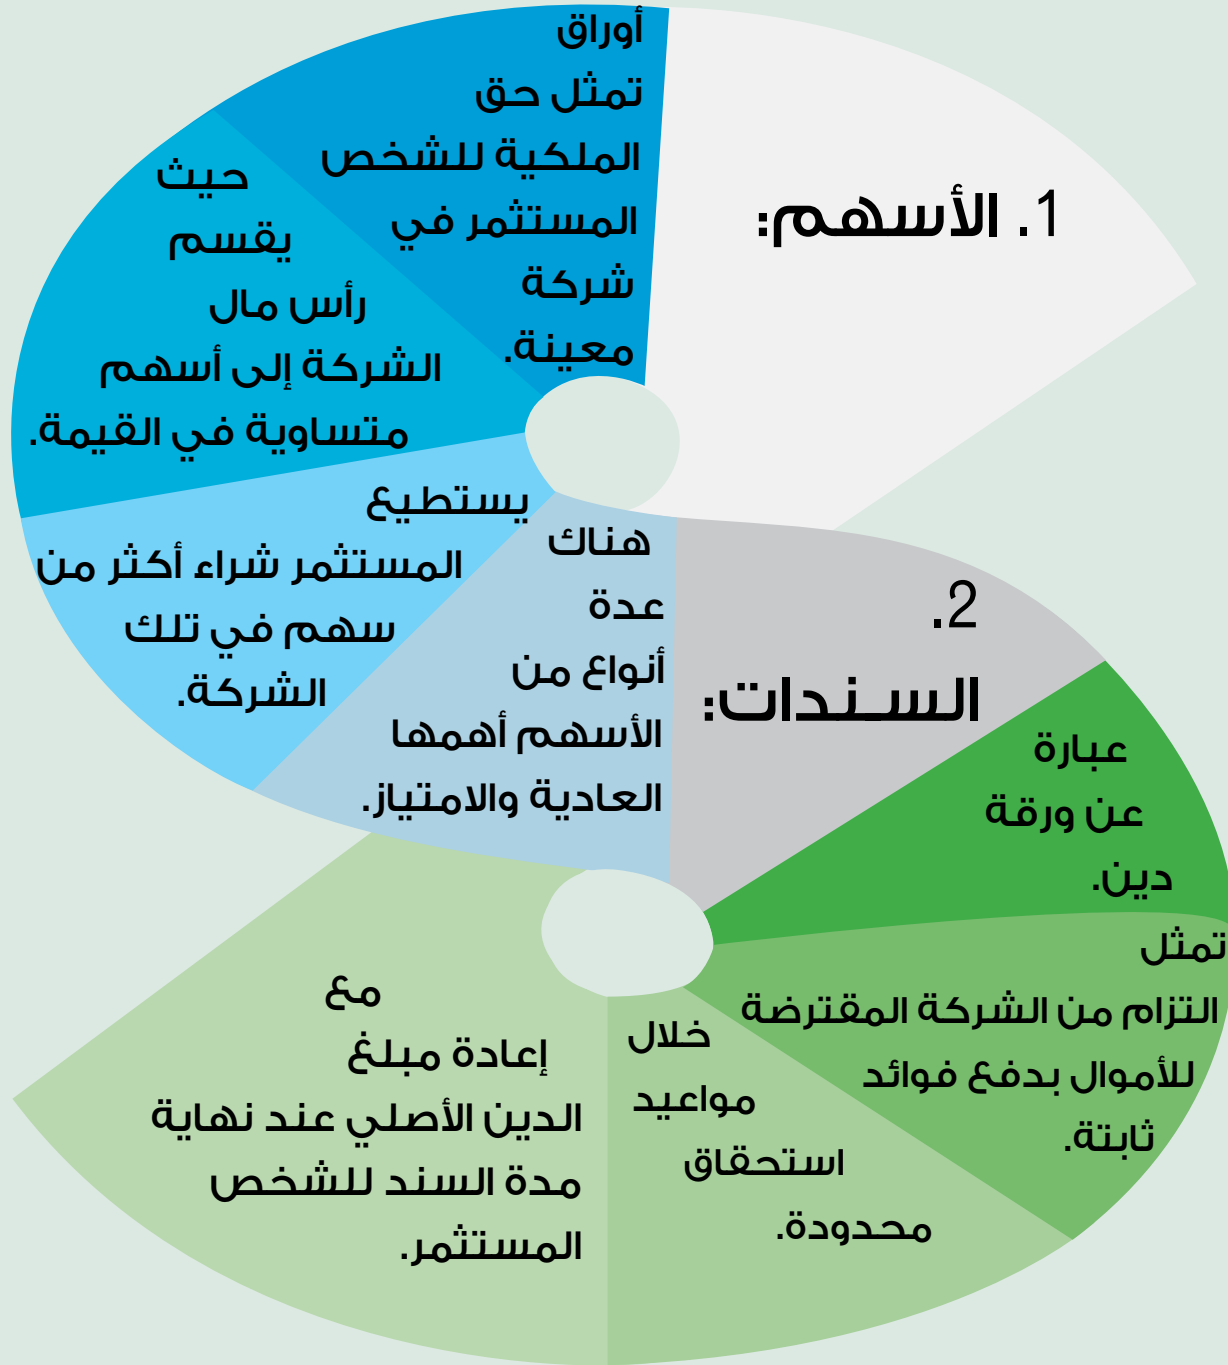 1. الأسهم:
أوراق
تمثل حق
الملكية للشخص
المستثمر في
شركة
معينة.
حيث
يقسم
رأس مال
الشركة إلى أسهم
متساوية في القيمة.
يستطيع
المستثمر شراء أكثر من
سهم في تلك
الشركة.
هناك
عدة
أنواع من
الأسهم أهمها
العادية والامتياز.
2.
السندات:
عبارة
عن ورقة
دين.
تمثل
التزام من الشركة المقترضة
للأموال بدفع فوائد
ثابتة.
خلال
مواعيد
استحقاق
محدودة.
مع
إعادة مبلغ
الدين الأصلي عند نهاية
مدة السند للشخص
المستثمر.